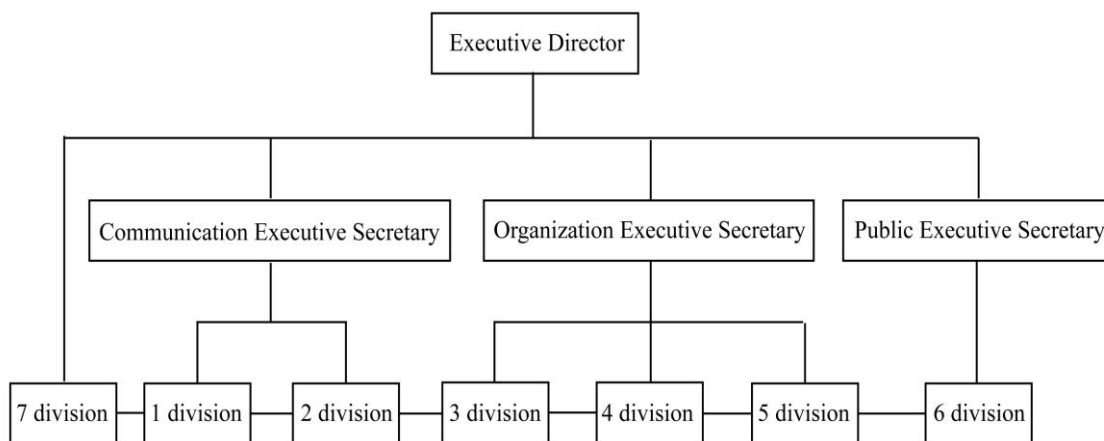 Executive Director
Communication Executive Secretary
Organization Executive Secretary
Public Executive Secretary
7 division
1 division
2 division
3 division
4 division
5 division
6 division